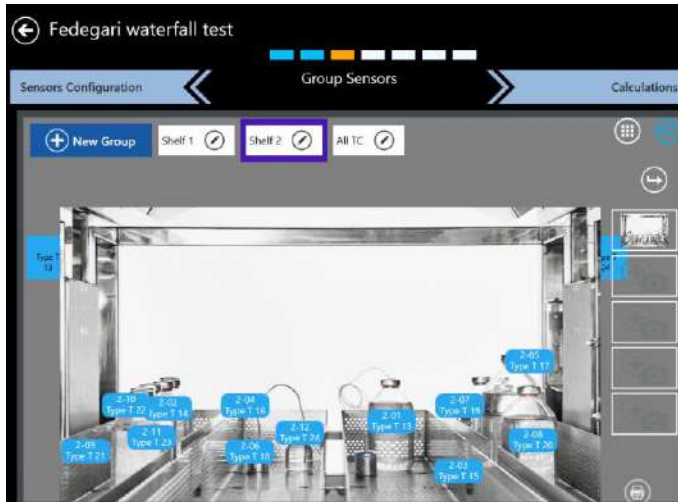 Fedegari waterfall test
Sensors Configuration
Group Sensors
Calculations
New Group
Shelf 1
Shelf 2
All TC
Type T
13
24
2-05
Type T 17
2-10
Type T 22
2-02
Type T 14
2-04
Type T 16
2-07
Type T 19
2-01
Type T 13
2-11
Type T 23
2-12
Type T 24
2-08
Type T 20
2-09
Type T 21
2-06
Type T 18
2-03
Type T 15